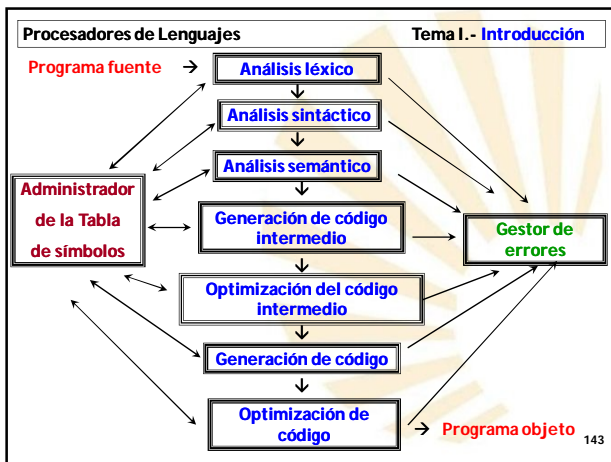 Procesadores de Lenguajes Tema I.- Introducción
Programa fuente → Análisis léxico
Análisis sintáctico
Análisis semántico
Administrador
de la Tabla
de símbolos
Generación de código
intermedio
Gestor de
errores
Optimización del código
intermedio
Generación de código
Optimización de
código
→ Programa objeto
143